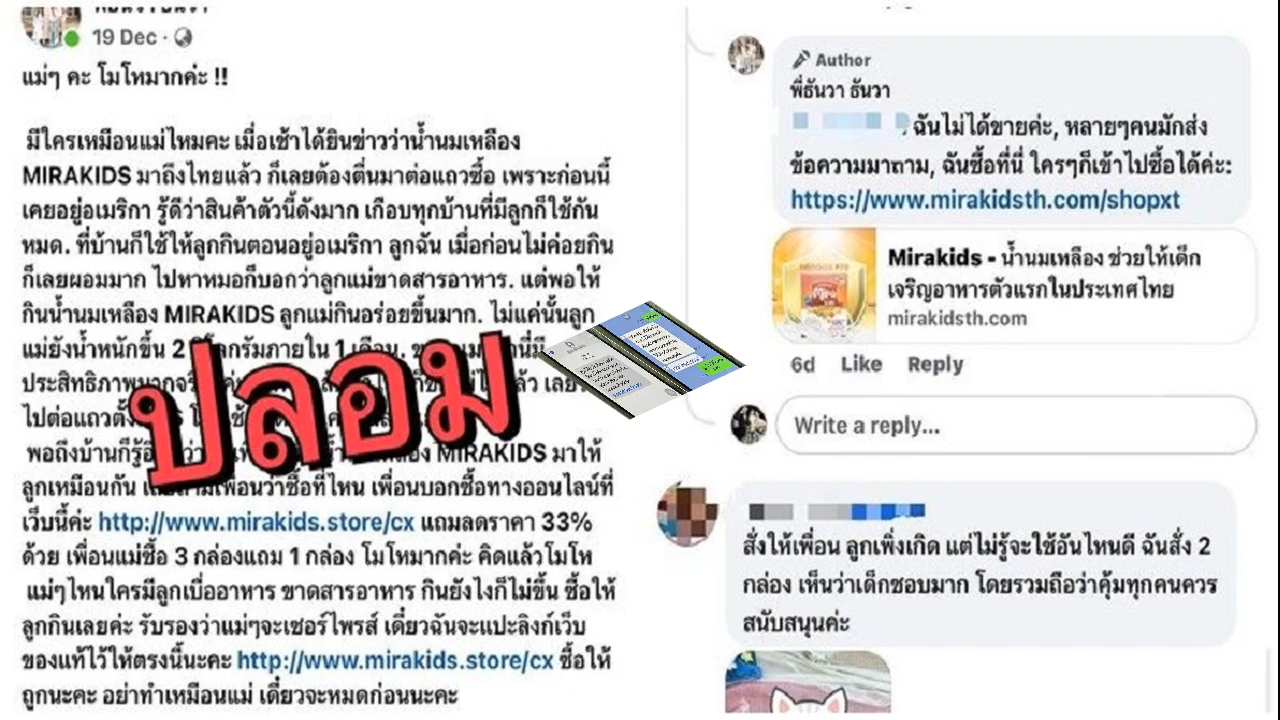 19 Dec ·
แม่ๆ คะ โมโหมากค่ะ !!
มีใครเหมือนแม่ไหมคะ เมื่อเช้าได้ยินข่าวว่าน้ำนมเหลือง
MIRAKIDS มาถึงไทยแล้ว ก็เลยต้องตื่นมาต่อแถวซื้อ เพราะก่อนนี้
เคยอยู่อเมริกา รู้ดีว่าสินค้าตัวนี้ดังมาก เกือบทุกบ้านที่มีลูกก็ใช้กัน
หมด. ที่บ้านก็ใช้ให้ลูกกินตอนอยู่อเมริกา ลูกฉัน เมื่อก่อนไม่ค่อยกิน
ก็เลยผอมมาก ไปหาหมอก็บอกว่าลูกแม่ขาดสารอาหาร. แต่พอให้
กินน้ำนมเหลือง MIRAKIDS ลูกแม่กินอร่อยขึ้นมาก. ไม่แค่นั้นลูก
แม่ยังน้ำหนักขึ้น 2 กิโลกรัมภายใน 1 เดือน.
ประสิทธิภาพ
ไปต่อแถว
ปลอม
พอถึงบ้านก็รู้ MIRAKIDS มาให้
ลูกเหมือนกัน เลยถามเพื่อนว่าซื้อที่ไหน เพื่อนบอกซื้อทางออนไลน์ที่
เว็บนี้ค่ะ http://www.mirakids.store/cx แถมลดราคา 33%
ด้วย เพื่อนแม่ซื้อ 3 กล่องแถม 1 กล่อง โมโหมากค่ะ คิดแล้วโมโห
แม่ๆไหนใครมีลูกเบื่ออาหาร ขาดสารอาหาร กินยังไงก็ไม่ขึ้น ซื้อให้
ลูกกินเลยค่ะ รับรองว่าแม่ๆจะเซอร์ไพรส์ เดี๋ยวฉันจะแปะลิงก์เว็บ
ของแท้ไว้ให้ตรงนี้นะคะ http://www.mirakids.store/cx ซื้อให้
ถูกนะคะ อย่าทำเหมือนแม่ เดี๋ยวจะหมดก่อนนะคะ
Author
พี่ธันวา ธันวา
, ฉันไม่ได้ขายค่ะ, หลายๆคนมักส่ง
ข้อความมาถาม, ฉันซื้อที่นี่ ใครๆก็เข้าไปซื้อได้ค่ะ:
https://www.mirakidsth.com/shopxt
Mirakids - น้ำนมเหลือง ช่วยให้เด็ก
เจริญอาหารตัวแรกในประเทศไทย
mirakidsth.com
6d Like Reply
Write a reply...
สั่งให้เพื่อน ลูกเพิ่งเกิด แต่ไม่รู้จะใช้อันไหนดี ฉันสั่ง 2
กล่อง เห็นว่าเด็กชอบมาก โดยรวมถือว่าคุ้มทุกคนควร
สนับสนุนค่ะ